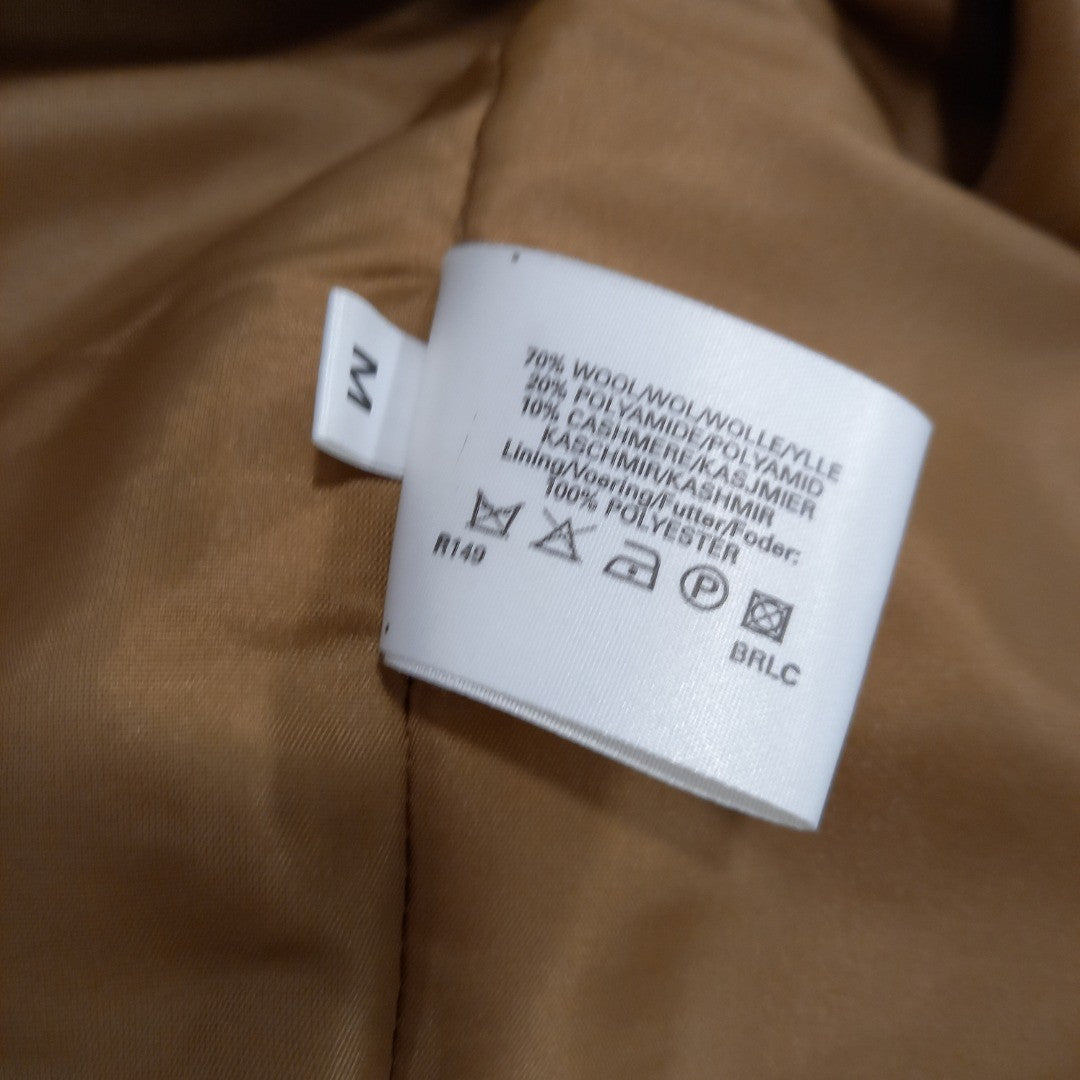 M
70% WOOL/WOL/WOLLE/YLLE
20% POLYAMIDE/POLYAMID
10% CASHMERE/KASJMIER
KASCHMIR/KASHMIR
Lining/Voering/Futter/Foder:
100% POLYESTER
P
R149
BRLC